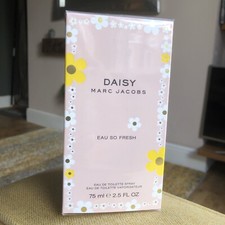 DAISY
MARC JACOBS
EAU SO FRESH
EAU DE TOILETTE SPRAY
EAU DE TOILETTE VAPORISATEUR
75 ml ℮ 2.5 FL OZ